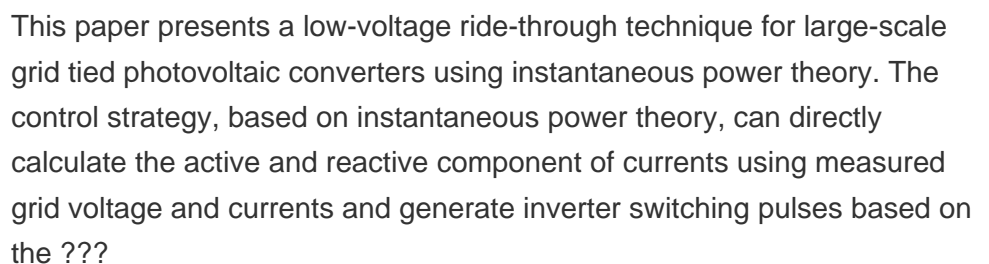 This paper presents a low-voltage ride-through technique for large-scale
grid tied photovoltaic converters using instantaneous power theory. The
control strategy, based on instantaneous power theory, can directly
calculate the active and reactive component of currents using measured
grid voltage and currents and generate inverter switching pulses based on
the ???